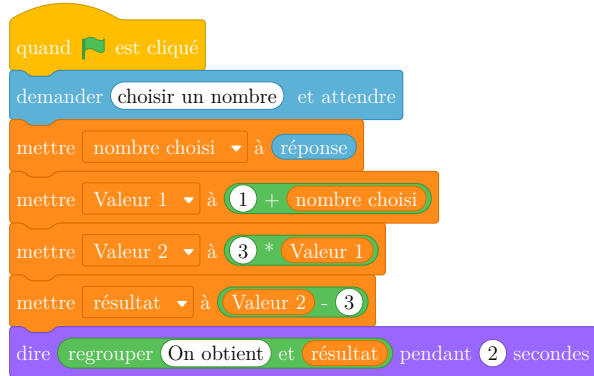 quand est cliqué
demander choisir un nombre et attendre
mettre nombre choisi à réponse
mettre Valeur 1 à 1 + nombre choisi
mettre Valeur 2 à 3 * Valeur 1
mettre résultat à Valeur 2 - 3
dire regrouper On obtient et résultat pendant 2 secondes